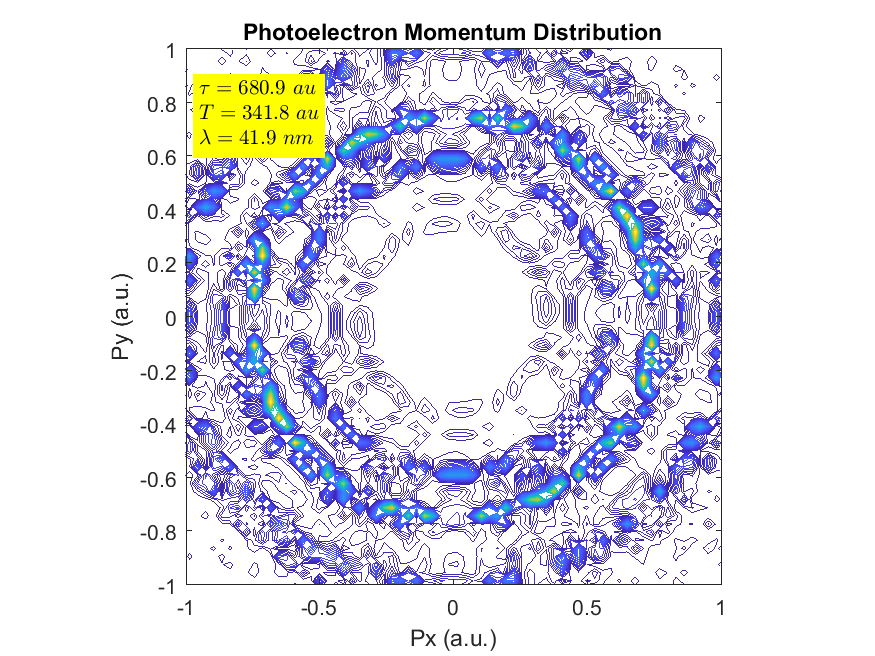 Photoelectron Momentum Distribution
τ = 680.9 au
T = 341.8 au
λ = 41.9 nm
1
0.8
0.6
0.4
0.2
0
-0.2
-0.4
-0.6
-0.8
-1
Py (a.u.)
-1 -0.5 0 0.5 1
Px (a.u.)